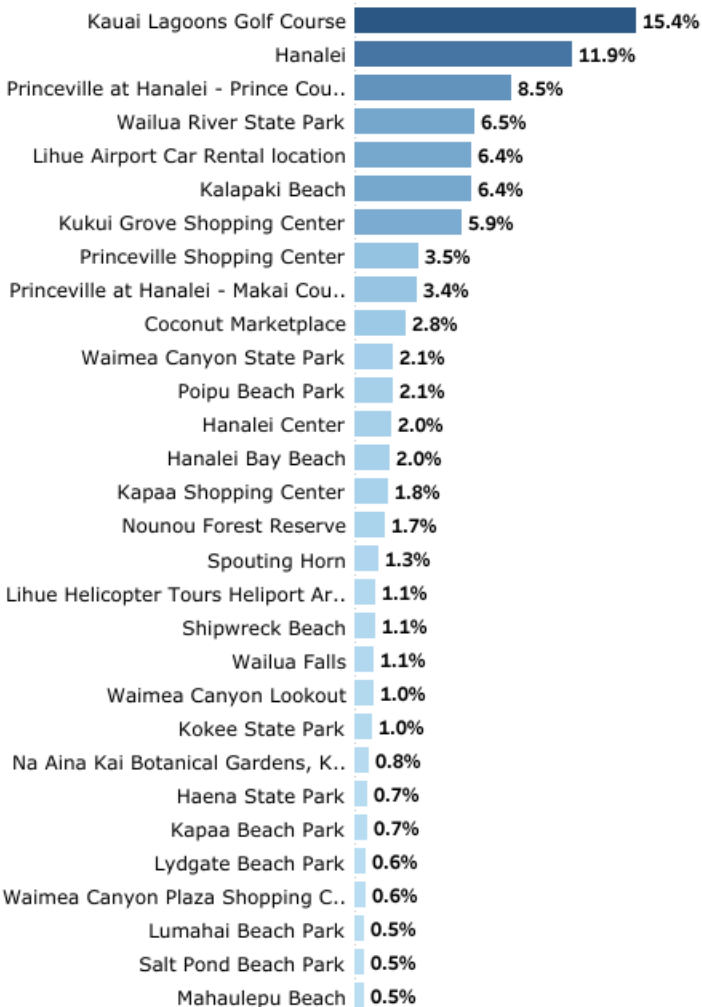 Kauai Lagoons Golf Course 15.4%
Hanalei 11.9%
Princeville at Hanalei - Prince Cou.. 8.5%
Wailua River State Park 6.5%
Lihue Airport Car Rental location 6.4%
Kalapaki Beach 6.4%
Kukui Grove Shopping Center 5.9%
Princeville Shopping Center 3.5%
Princeville at Hanalei - Makai Cou.. 3.4%
Coconut Marketplace 2.8%
Waimea Canyon State Park 2.1%
Poipu Beach Park 2.1%
Hanalei Center 2.0%
Hanalei Bay Beach 2.0%
Kapaa Shopping Center 1.8%
Nounou Forest Reserve 1.7%
Spouting Horn 1.3%
Lihue Helicopter Tours Heliport Ar.. 1.1%
Shipwreck Beach 1.1%
Wailua Falls 1.1%
Waimea Canyon Lookout 1.0%
Kokee State Park 1.0%
Na Aina Kai Botanical Gardens, K.. 0.8%
Haena State Park 0.7%
Kapaa Beach Park 0.7%
Lydgate Beach Park 0.6%
Waimea Canyon Plaza Shopping C.. 0.6%
Lumahai Beach Park 0.5%
Salt Pond Beach Park 0.5%
Mahaulepu Beach 0.5%